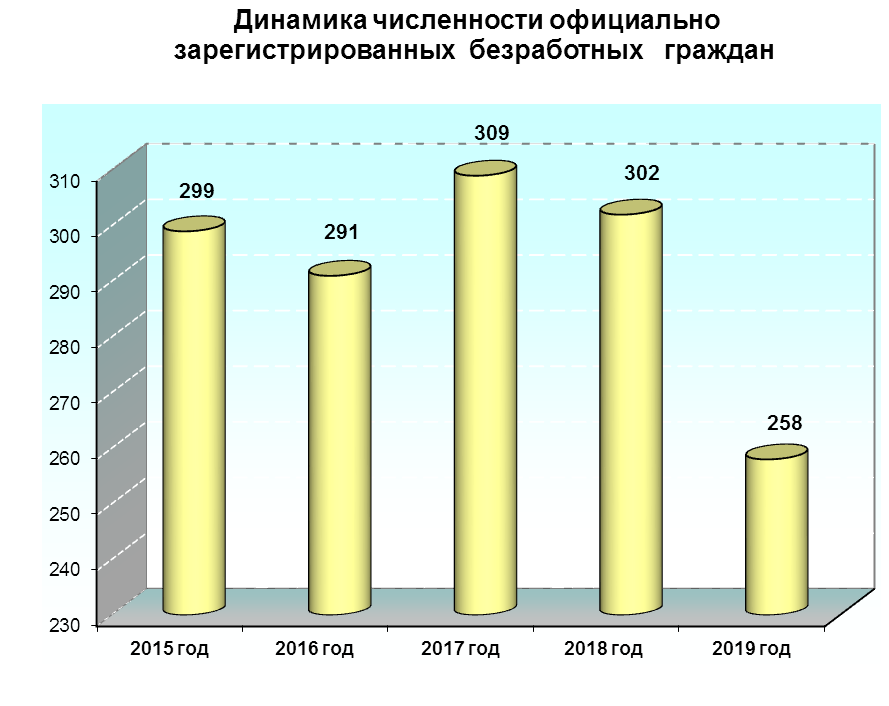 Динамика численности официально
зарегистрированных безработных граждан
309
302
299
291
258
310
300
290
280
270
260
250
240
230
2015 год
2016 год
2017 год
2018 год
2019 год